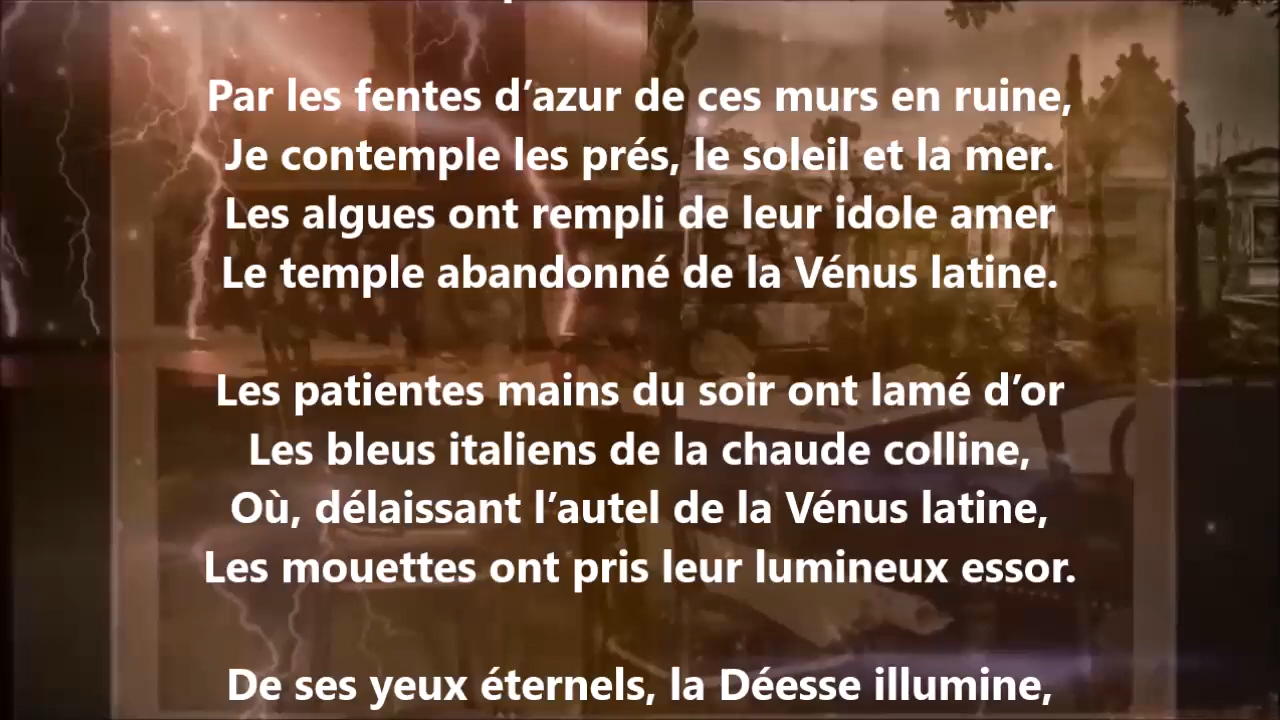 Par les fentes d’azur de ces murs en ruine,
Je contemple les prés, le soleil et la mer.
Les algues ont rempli de leur idole amer
Le temple abandonné de la Vénus latine.
Les patientes mains du soir ont lamé d’or
Les bleus italiens de la chaude colline,
Où, délaissant l’autel de la Vénus latine,
Les mouettes ont pris leur lumineux essor.
De ses yeux éternels, la Déesse illumine,